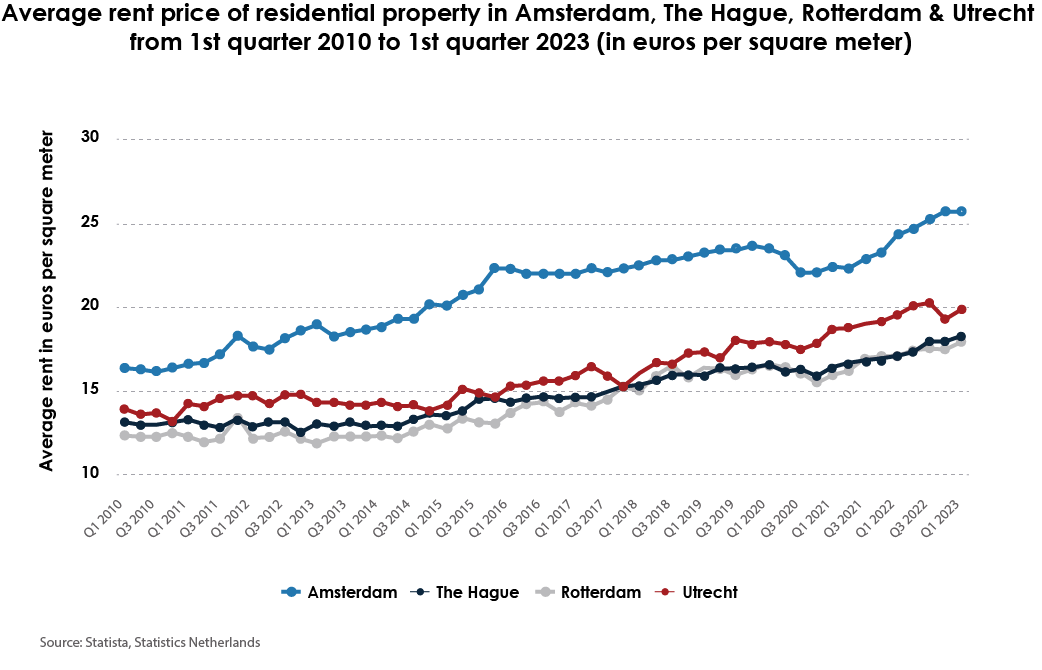 Average rent price of residential property in Amsterdam, The Hague, Rotterdam & Utrecht
from 1st quarter 2010 to 1st quarter 2023 (in euros per square meter)
Average rent in euros per square meter
30
25
20
15
10
Q1 2010
Q3 2010
Q1 2011
Q3 2011
Q1 2012
Q3 2012
Q1 2013
Q3 2013
Q1 2014
Q3 2014
Q1 2015
Q3 2015
Q1 2016
Q3 2016
Q1 2017
Q3 2017
Q1 2018
Q3 2018
Q1 2019
Q3 2019
Q1 2020
Q3 2020
Q1 2021
Q3 2021
Q1 2022
Q3 2022
Q1 2023
Amsterdam The Hague Rotterdam Utrecht
Source: Statista, Statistics Netherlands